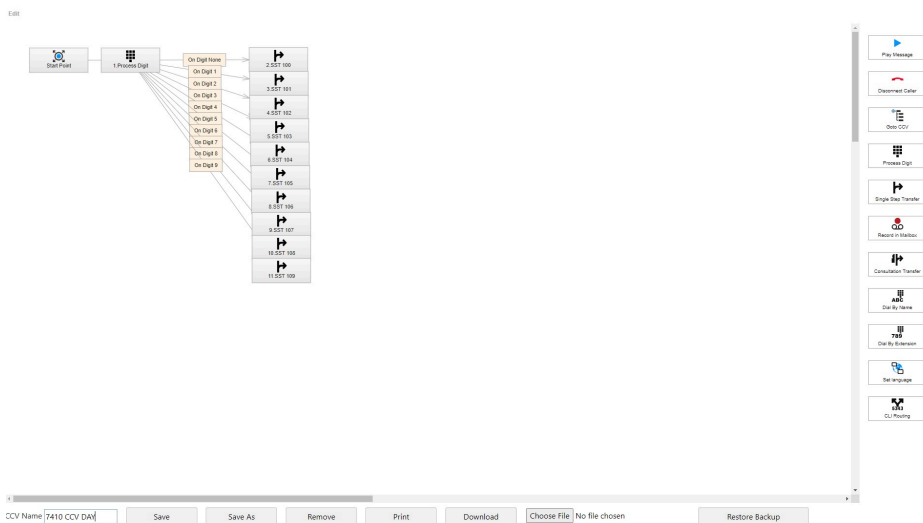 Edit
Start Point
1.Process Digit
On Digit None
On Digit 1
On Digit 2
On Digit 3
On Digit 4
On Digit 5
On Digit 6
On Digit 7
On Digit 8
On Digit 9
2.SST 100
3.SST 101
4.SST 102
5.SST 103
6.SST 104
7.SST 105
8.SST 106
9.SST 107
10.SST 108
11.SST 109
Play Message
Disconnect Caller
Goto CCV
Process Digit
Single Step Transfer
Record in Mailbox
Consultation Transfer
ABC
Dial By Name
789
Dial By Extension
Set language
5343
CLI Routing
CCV Name 7410 CCV DAY Save Save As Remove Print Download Choose File No file chosen Restore Backup